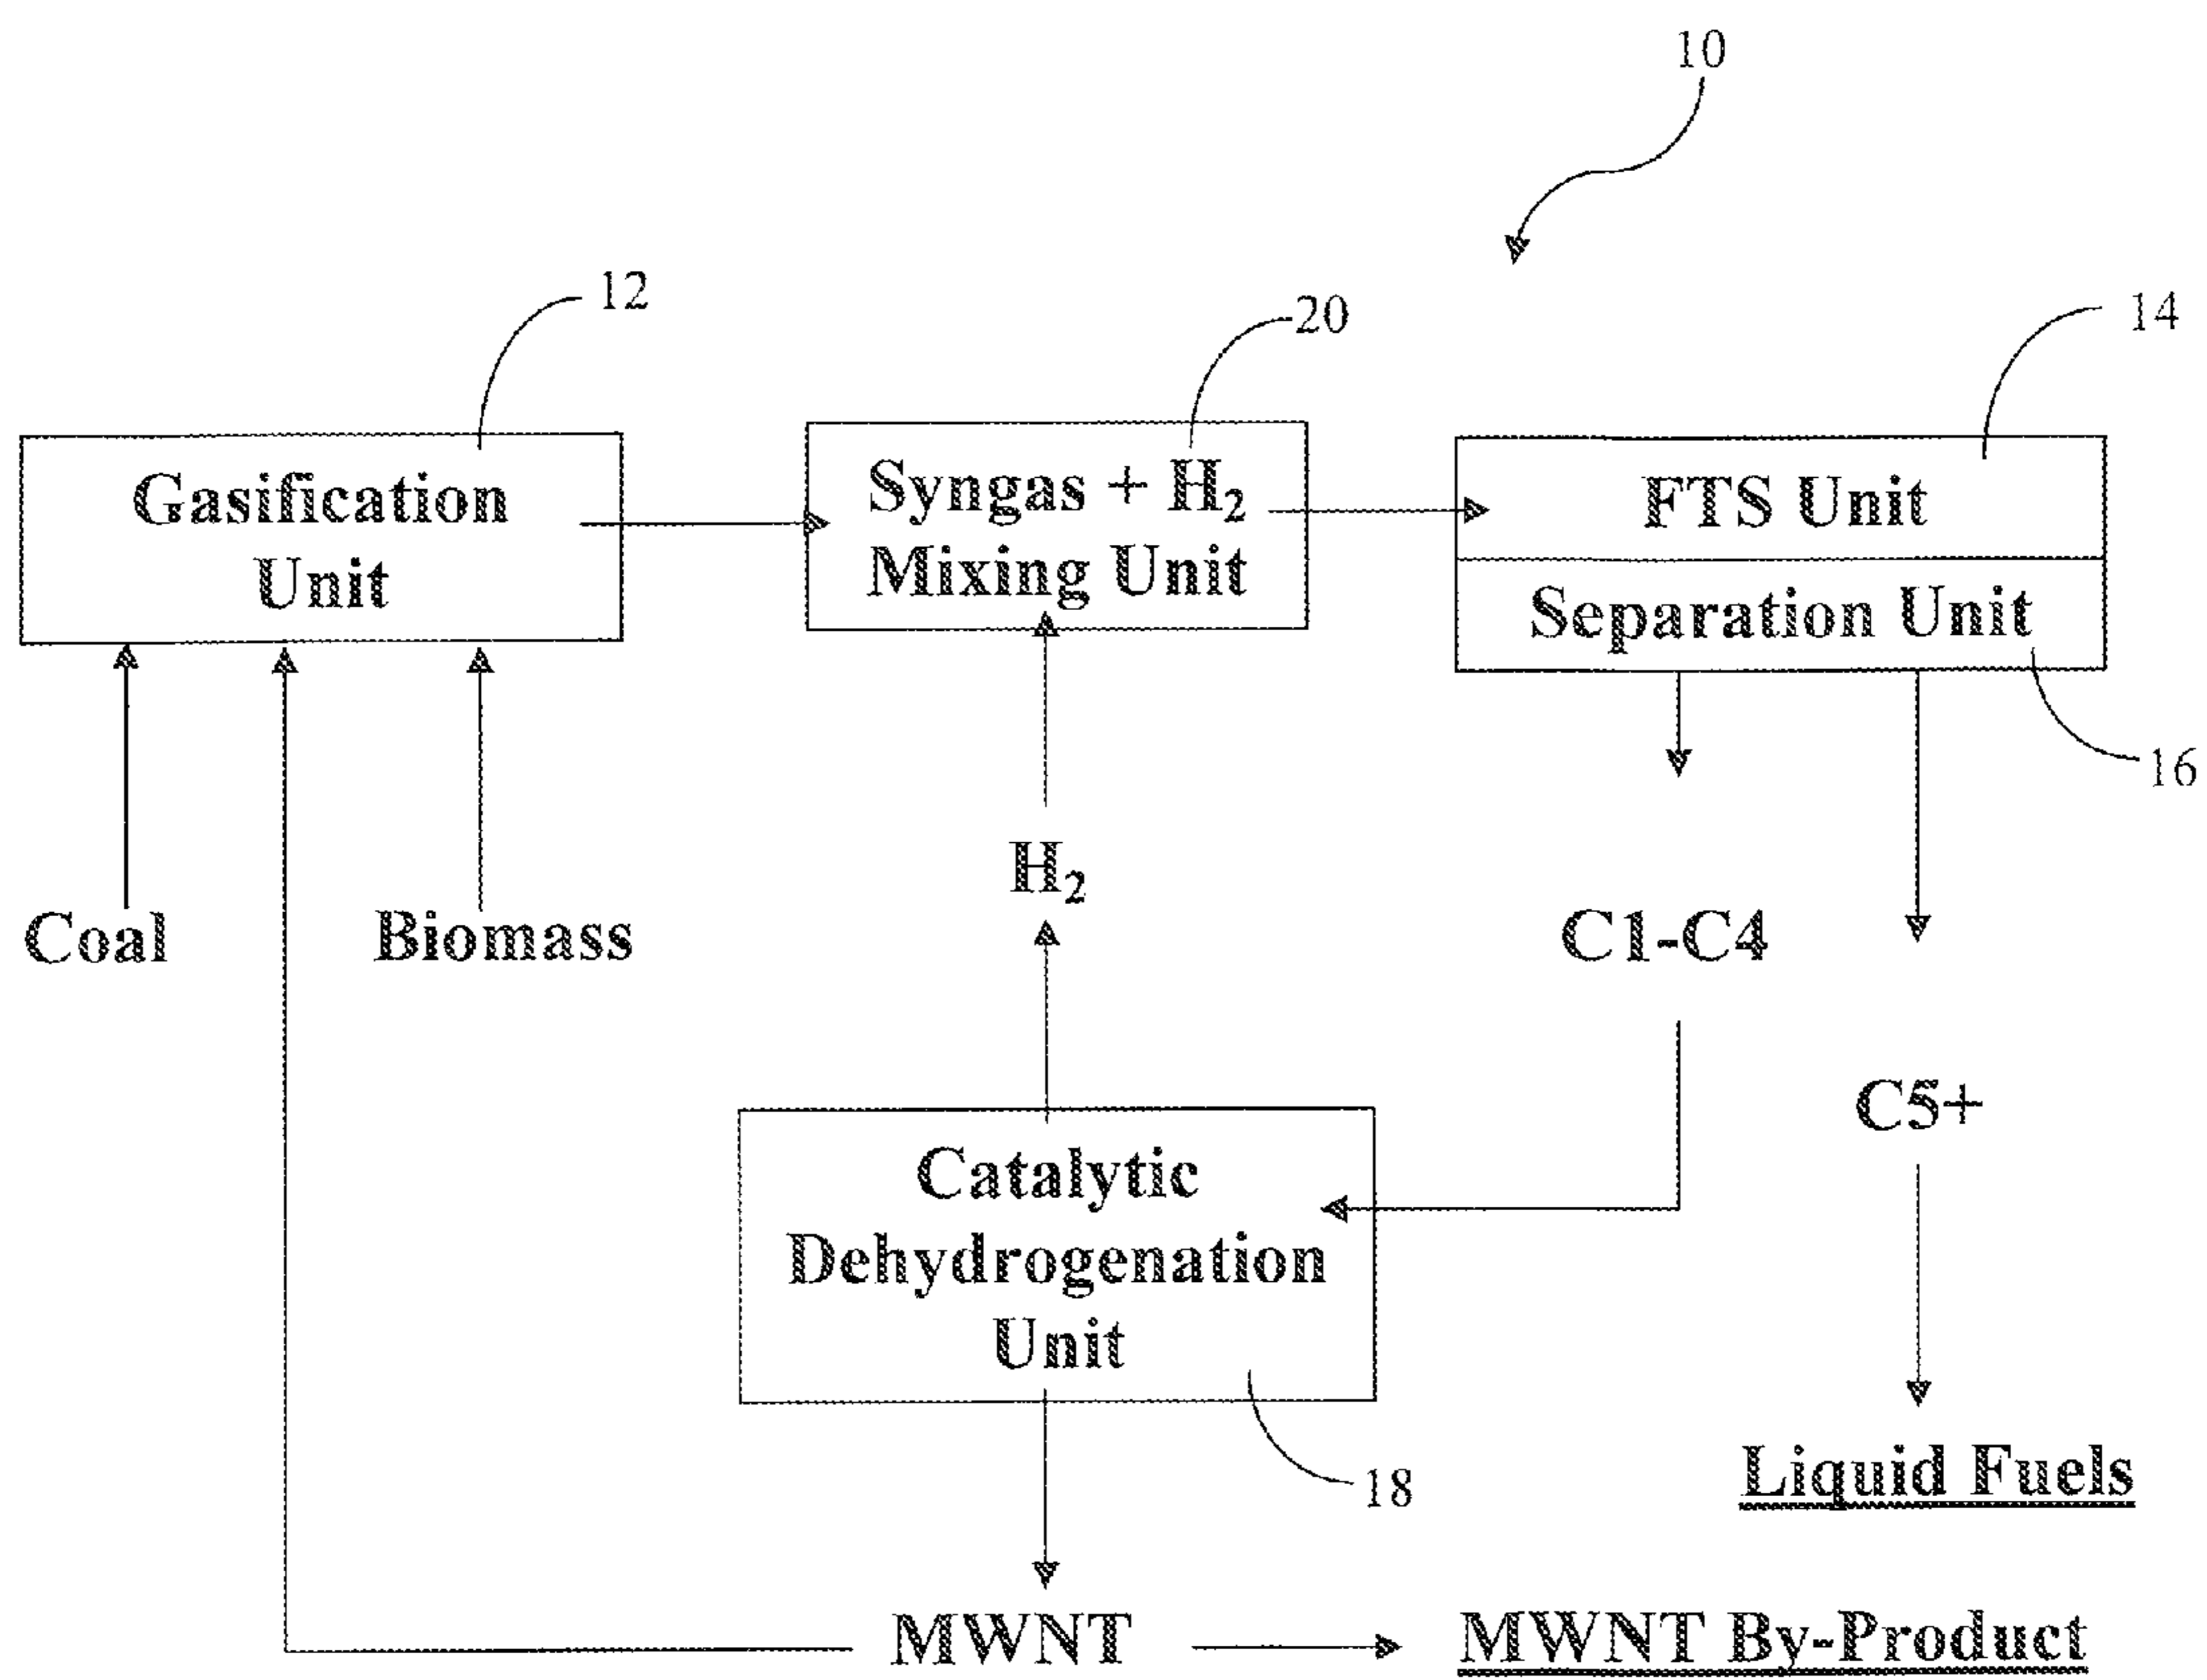 10
12
20
14
Gasification
Unit
Syngas + H₂
Mixing Unit
FTS Unit
Separation Unit
16
H₂
Coal
Biomass
C1-C4
C5+
Catalytic
Dehydrogenation
Unit
18
Liquid Fuels
MWNT
MWNT By-Product